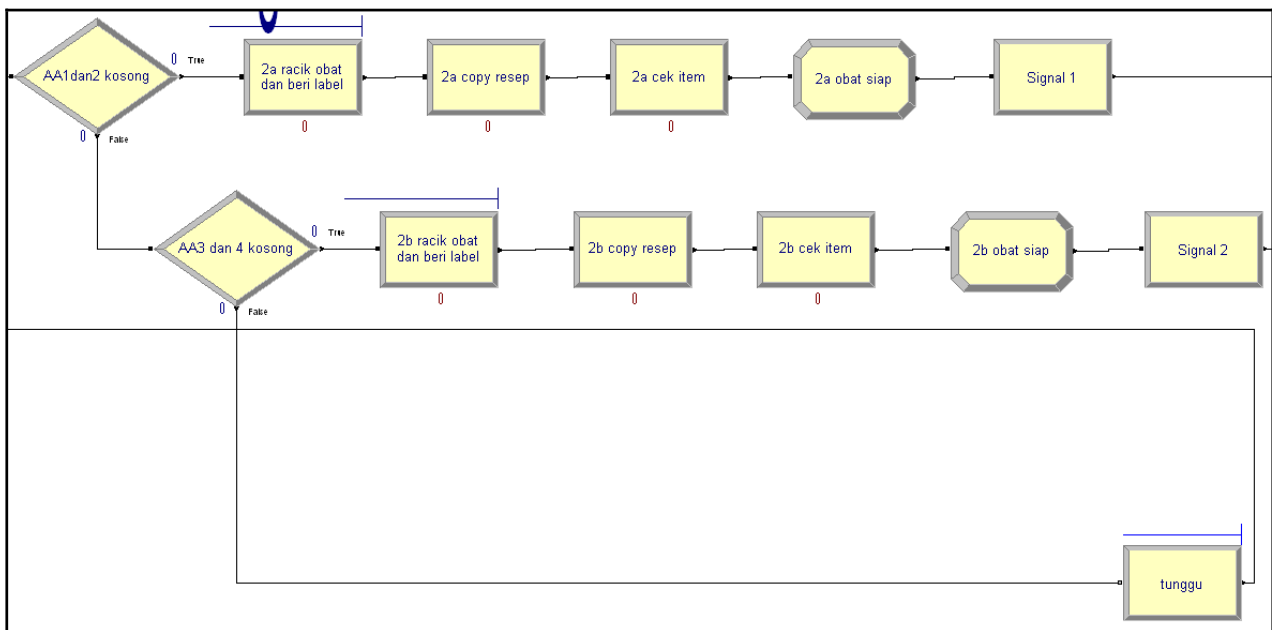 0
True
AA1dan2 kosong
2a racik obat
dan beri label
2a copy resep
2a cek item
2a obat siap
Signal 1
0
0
0
0
False
0
True
AA3 dan 4 kosong
2b racik obat
dan beri label
2b copy resep
2b cek item
2b obat siap
Signal 2
0
0
0
0
False
tunggu